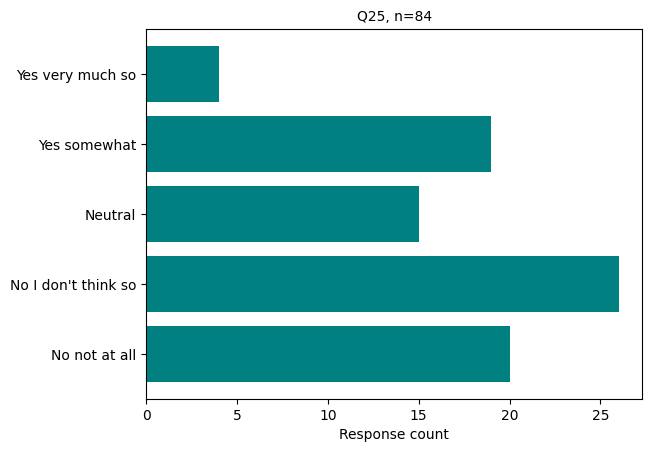 Q25, n=84
Yes very much so
Yes somewhat
Neutral
No I don't think so
No not at all
0 5 10 15 20 25
Response count